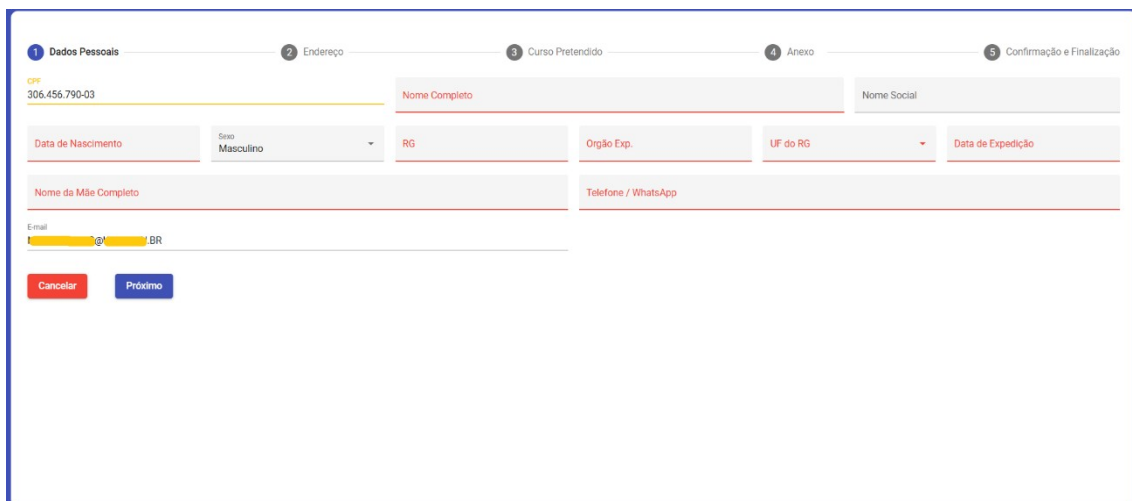 1 Dados Pessoais 2 Endereço 3 Curso Pretendido 4 Anexo 5 Confirmação e Finalização
CPF
306.456.790-03 Nome Completo Nome Social
Data de Nascimento Sexo Masculino RG Orgão Exp. UF do RG Data de Expedição
Nome da Mãe Completo Telefone / WhatsApp
E-mail
@ .BR
Cancelar Próximo